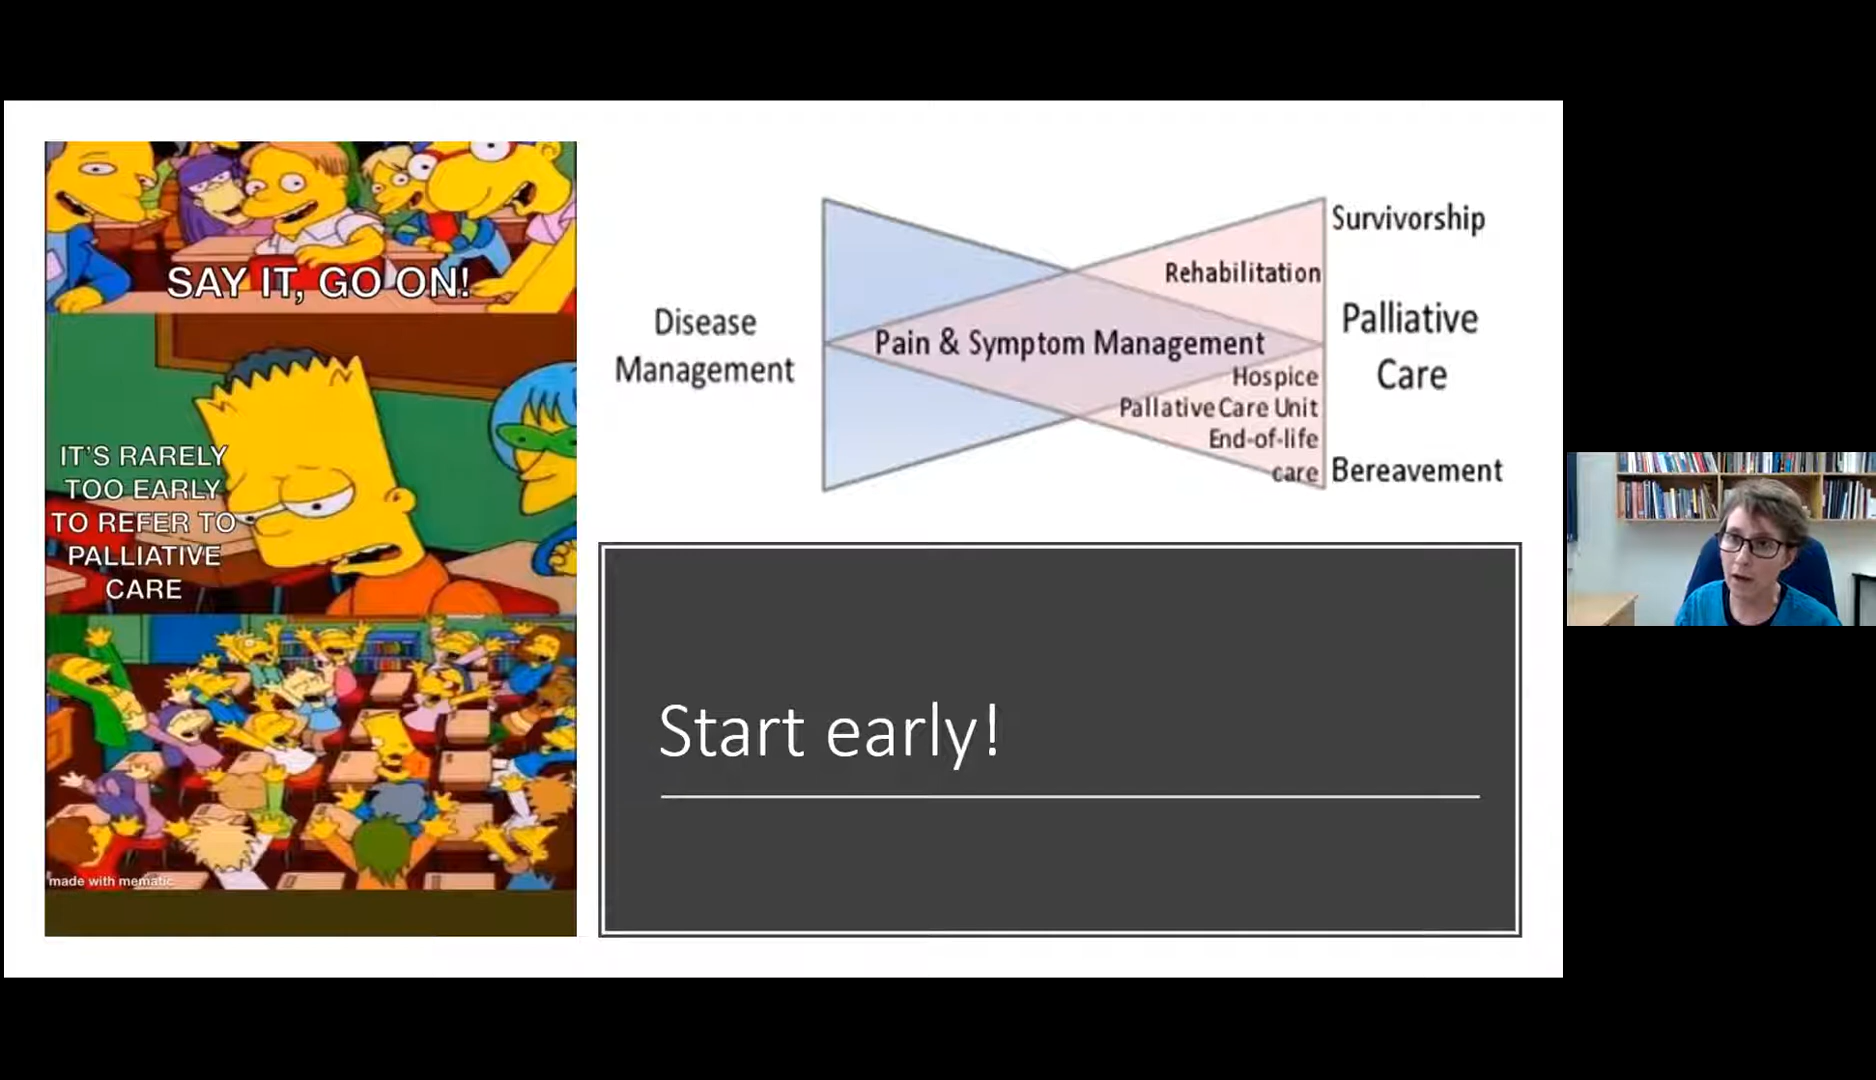 SAY IT, GO ON!
IT'S RARELY
TOO EARLY
TO REFER TO
PALLIATIVE
CARE
made with mematic
Disease
Management
Pain & Symptom Management
Survivorship
Rehabilitation
Palliative
Care
Hospice
Pallative Care Unit
End-of-life
care
Bereavement
Start early!